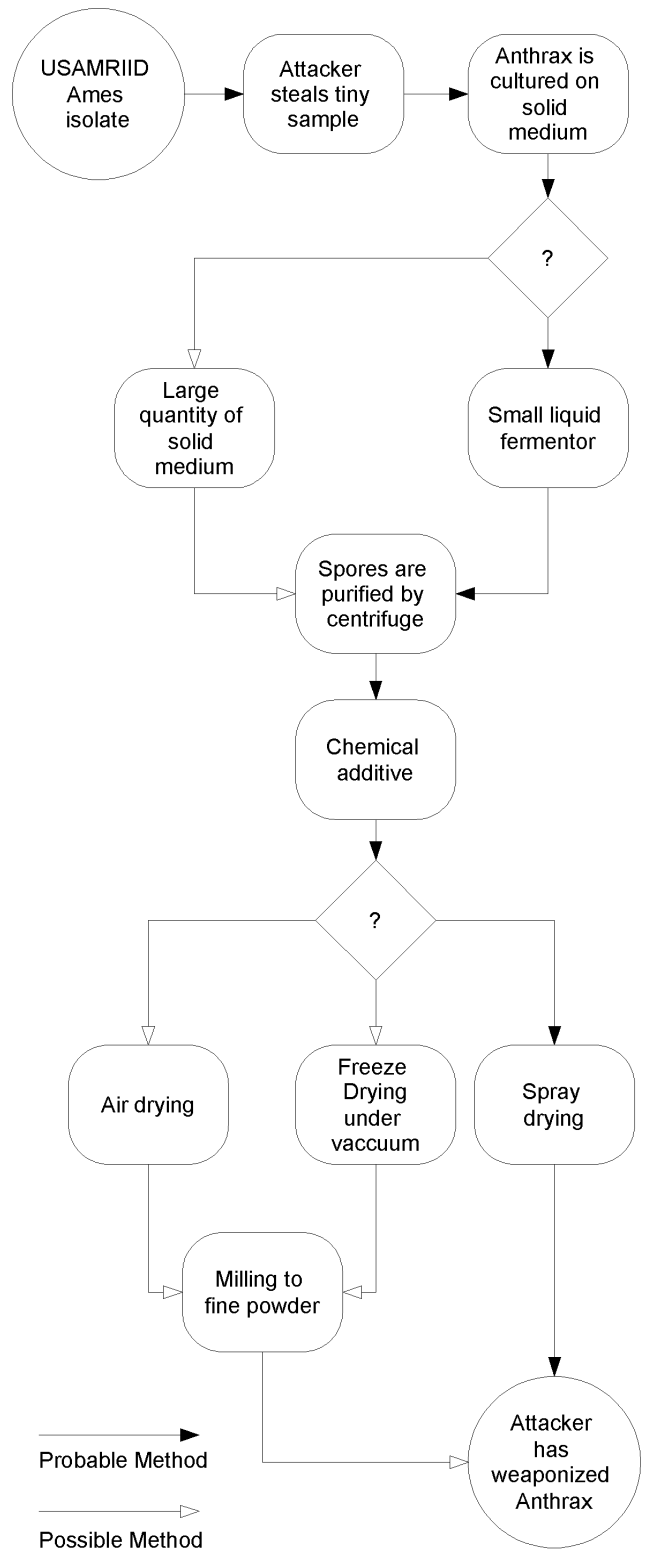 USAMRIID
Ames
isolate
Attacker
steals tiny
sample
Anthrax is
cultured on
solid
medium
?
Large
quantity of
solid
medium
Small liquid
fermentor
Spores are
purified by
centrifuge
Chemical
additive
?
Air drying
Freeze
Drying
under
vaccuum
Spray
drying
Milling to
fine powder
Attacker
has
weaponized
Anthrax
Probable Method
Possible Method